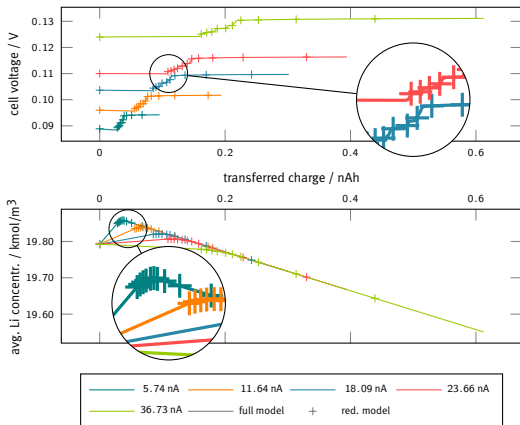 cell voltage / V
0.13
0.12
0.11
0.10
0.09
0 0.2 0.4 0.6
transferred charge / nAh
avg. Li concentr. / kmol/m³
19.80
19.70
19.60
0 0.2 0.4 0.6
5.74 nA 11.64 nA 18.09 nA 23.66 nA
36.73 nA full model red. model